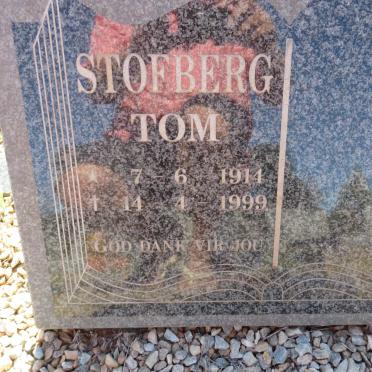 STOFBERG
TOM
* 7 - 6 1914
† 14 4 - 1999
GOD DANK VIR JOU